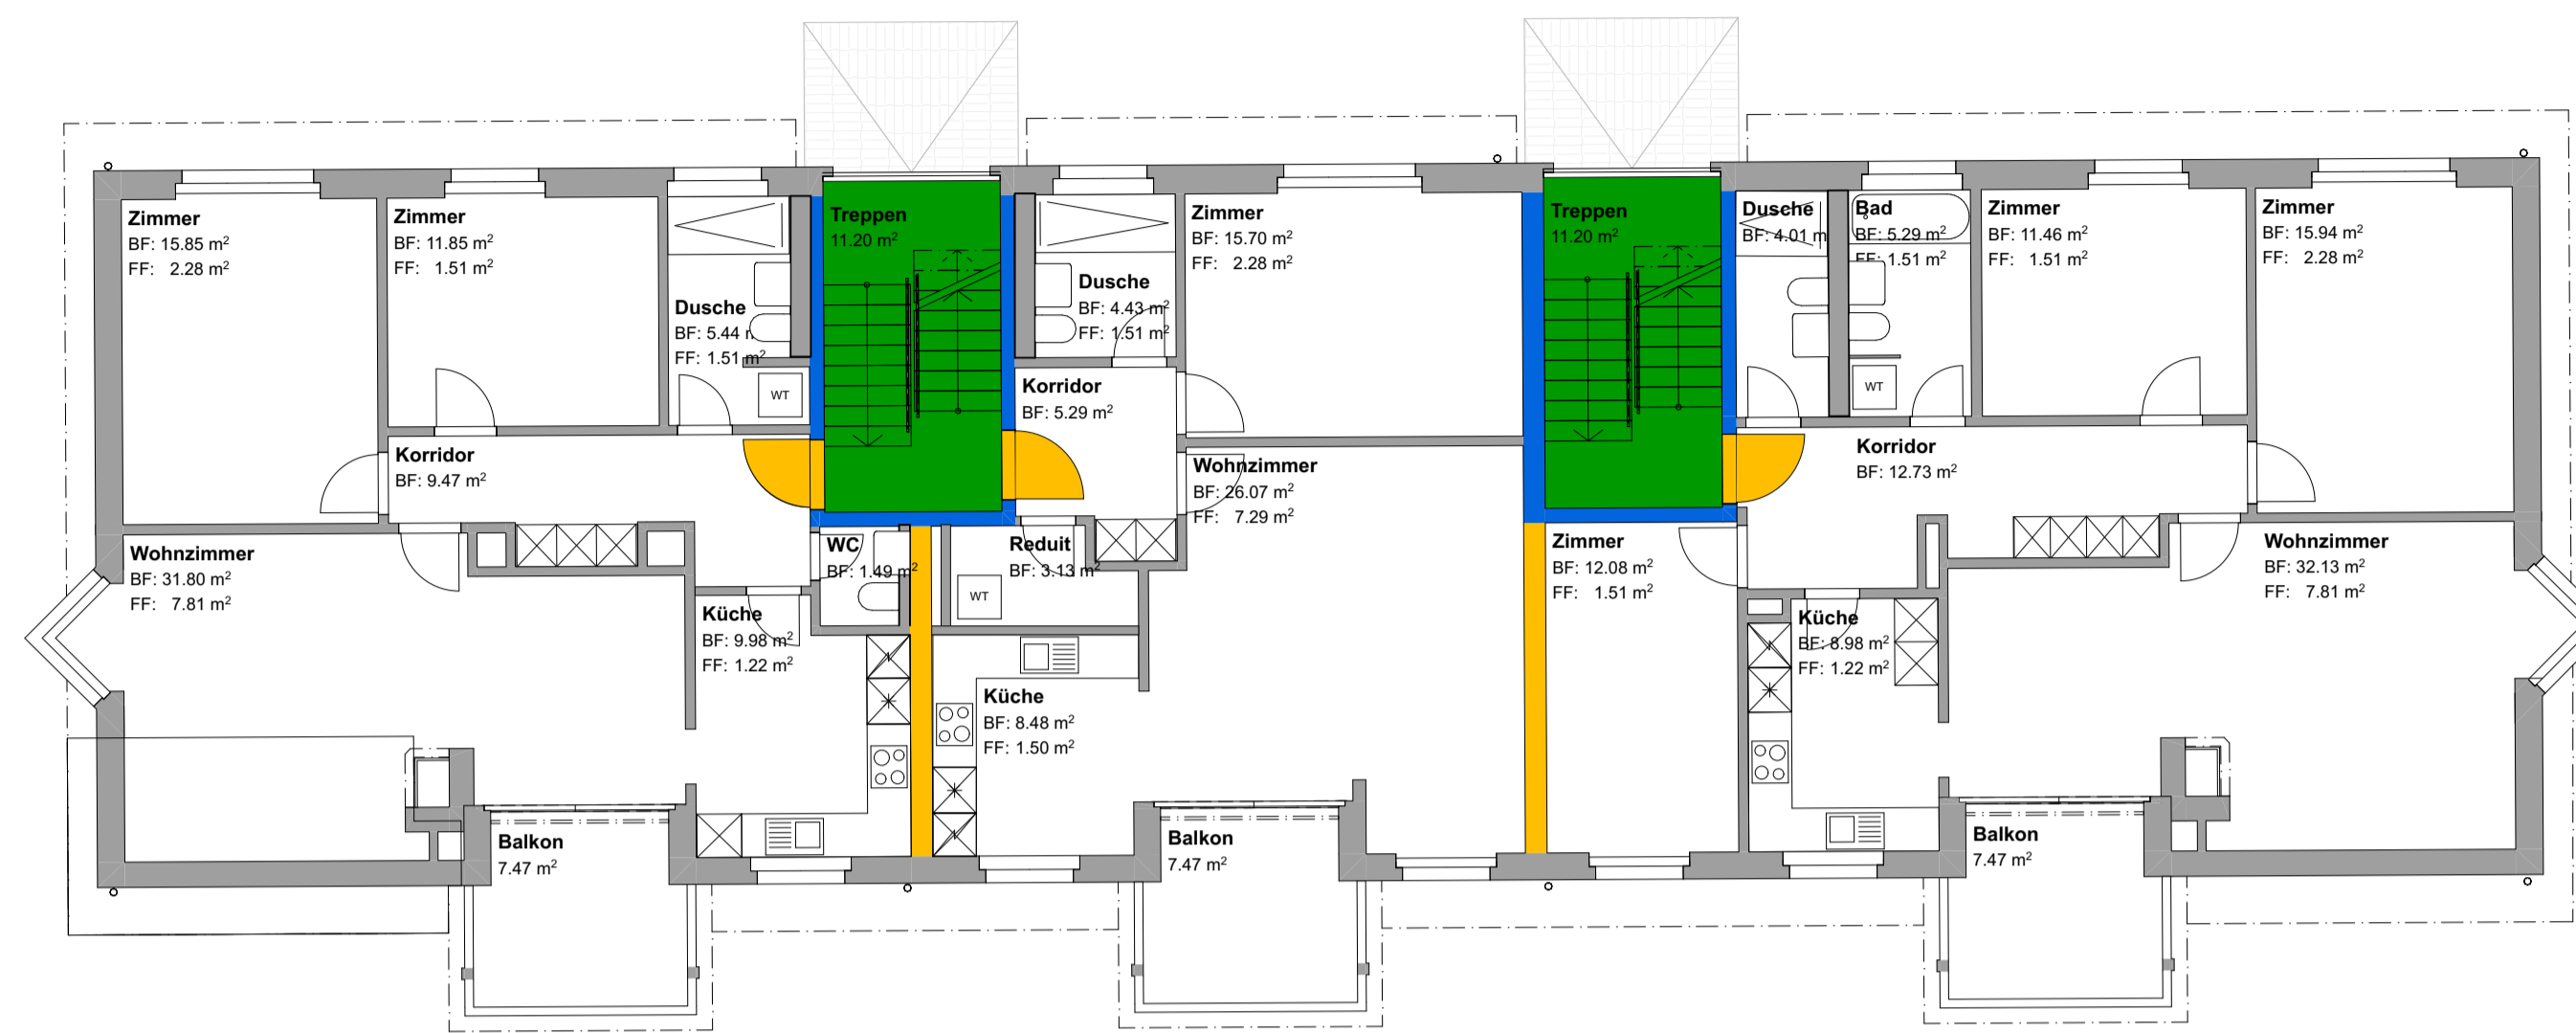 Zimmer
BF: 15.85 m²
FF: 2.28 m²
Zimmer
BF: 11.85 m²
FF: 1.51 m²
Dusche
BF: 5.44 m
FF: 1.51 m²
WT
Treppen
11.20 m²
Dusche
BF: 4.43 m²
FF: 1.51 m²
Zimmer
BF: 15.70 m²
FF: 2.28 m²
Treppen
11.20 m²
Dusche
BF: 4.01 m
Bad
BF: 5.29 m²
FF: 1.51 m²
WT
Zimmer
BF: 11.46 m²
FF: 1.51 m²
Zimmer
BF: 15.94 m²
FF: 2.28 m²
Korridor
BF: 9.47 m²
Korridor
BF: 5.29 m²
Wohnzimmer
BF: 26.07 m²
FF: 7.29 m²
Korridor
BF: 12.73 m²
Wohnzimmer
BF: 31.80 m²
FF: 7.81 m²
WC
BF: 1.49 m²
Reduit
BF: 3.13 m²
WT
Zimmer
BF: 12.08 m²
FF: 1.51 m²
Wohnzimmer
BF: 32.13 m²
FF: 7.81 m²
Küche
BF: 9.98 m²
FF: 1.22 m²
Küche
BF: 8.48 m²
FF: 1.50 m²
Küche
BF: 8.98 m²
FF: 1.22 m²
Balkon
7.47 m²
Balkon
7.47 m²
Balkon
7.47 m²